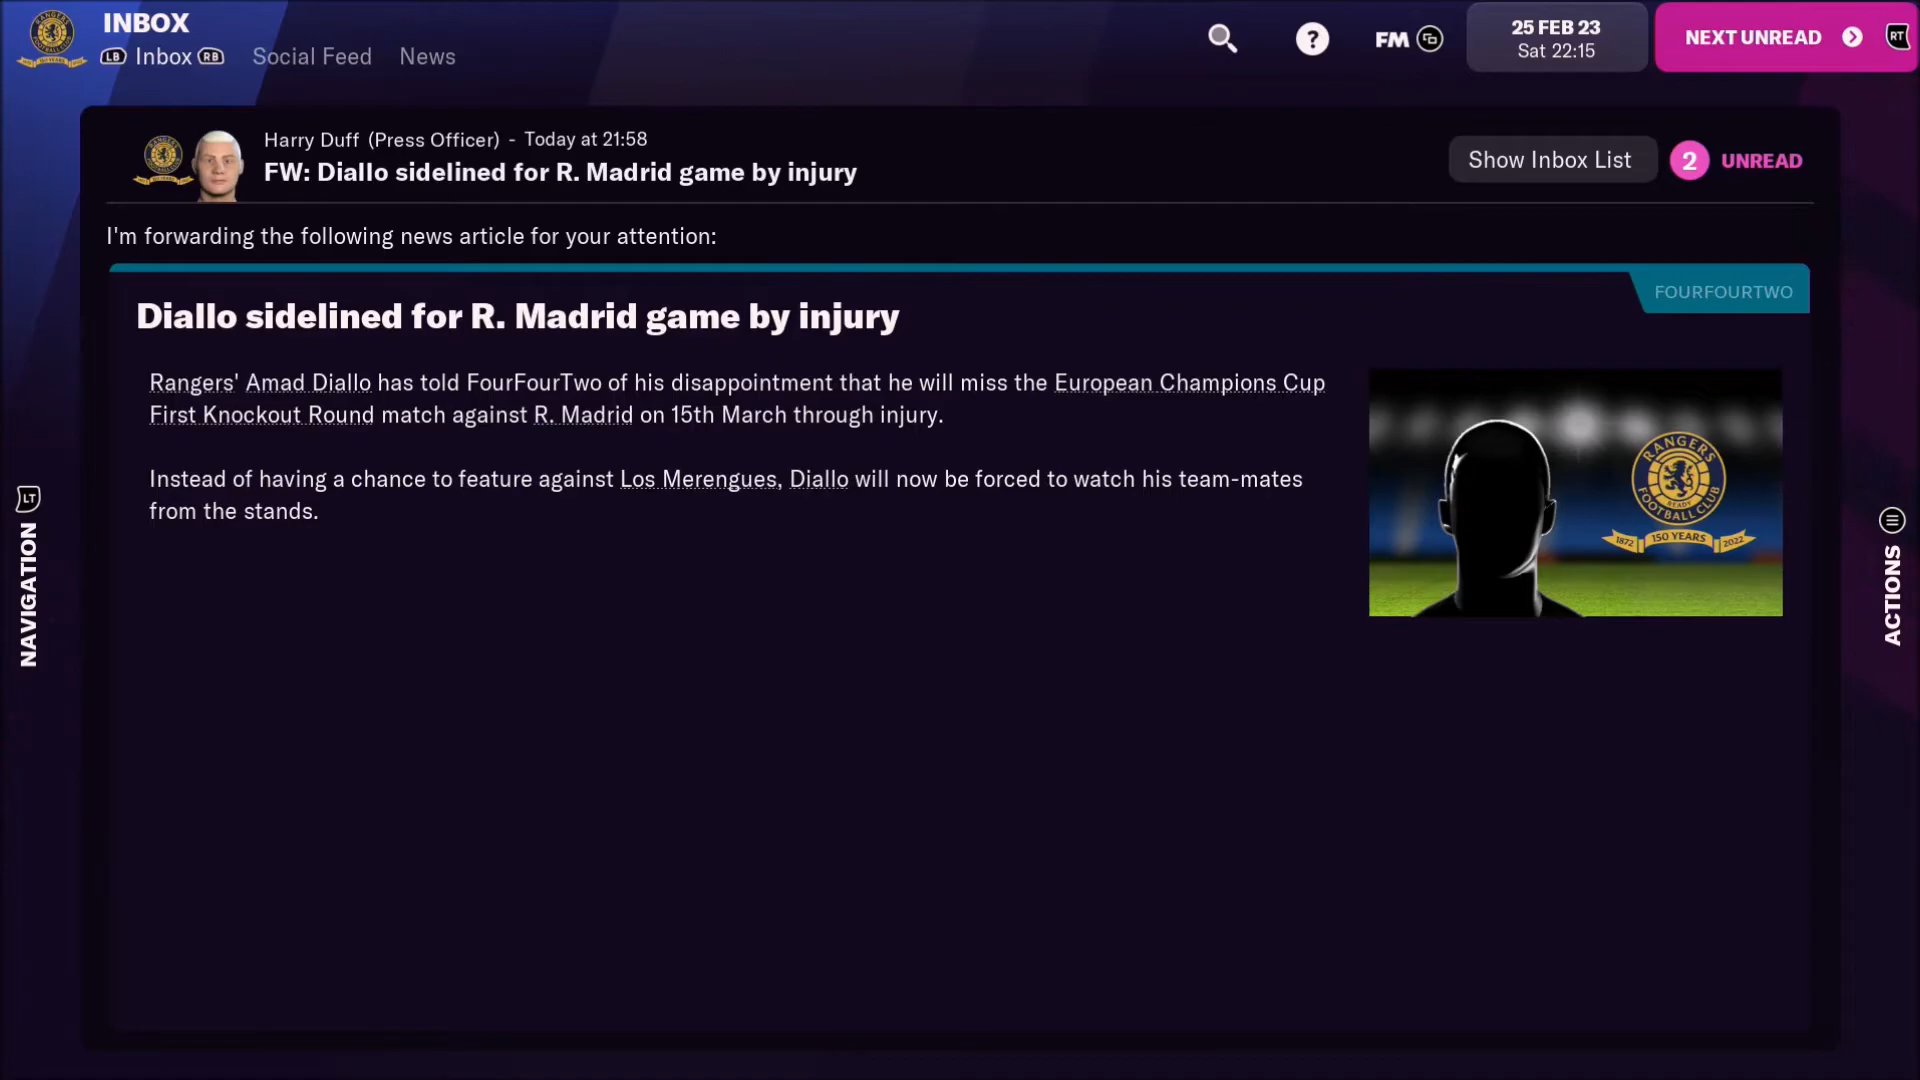 INBOX
LB Inbox RB Social Feed News
FM
25 FEB 23
Sat 22:15
NEXT UNREAD RT
Harry Duff (Press Officer) - Today at 21:58
FW: Diallo sidelined for R. Madrid game by injury
Show Inbox List 2 UNREAD
I'm forwarding the following news article for your attention:
FOURFOURTWO
Diallo sidelined for R. Madrid game by injury
Rangers' Amad Diallo has told FourFourTwo of his disappointment that he will miss the European Champions Cup
First Knockout Round match against R. Madrid on 15th March through injury.
Instead of having a chance to feature against Los Merengues, Diallo will now be forced to watch his team-mates
from the stands.
RANGERS
READY
FOOTBALL CLUB
1872 150 YEARS 2022
LT
NAVIGATION
ACTIONS